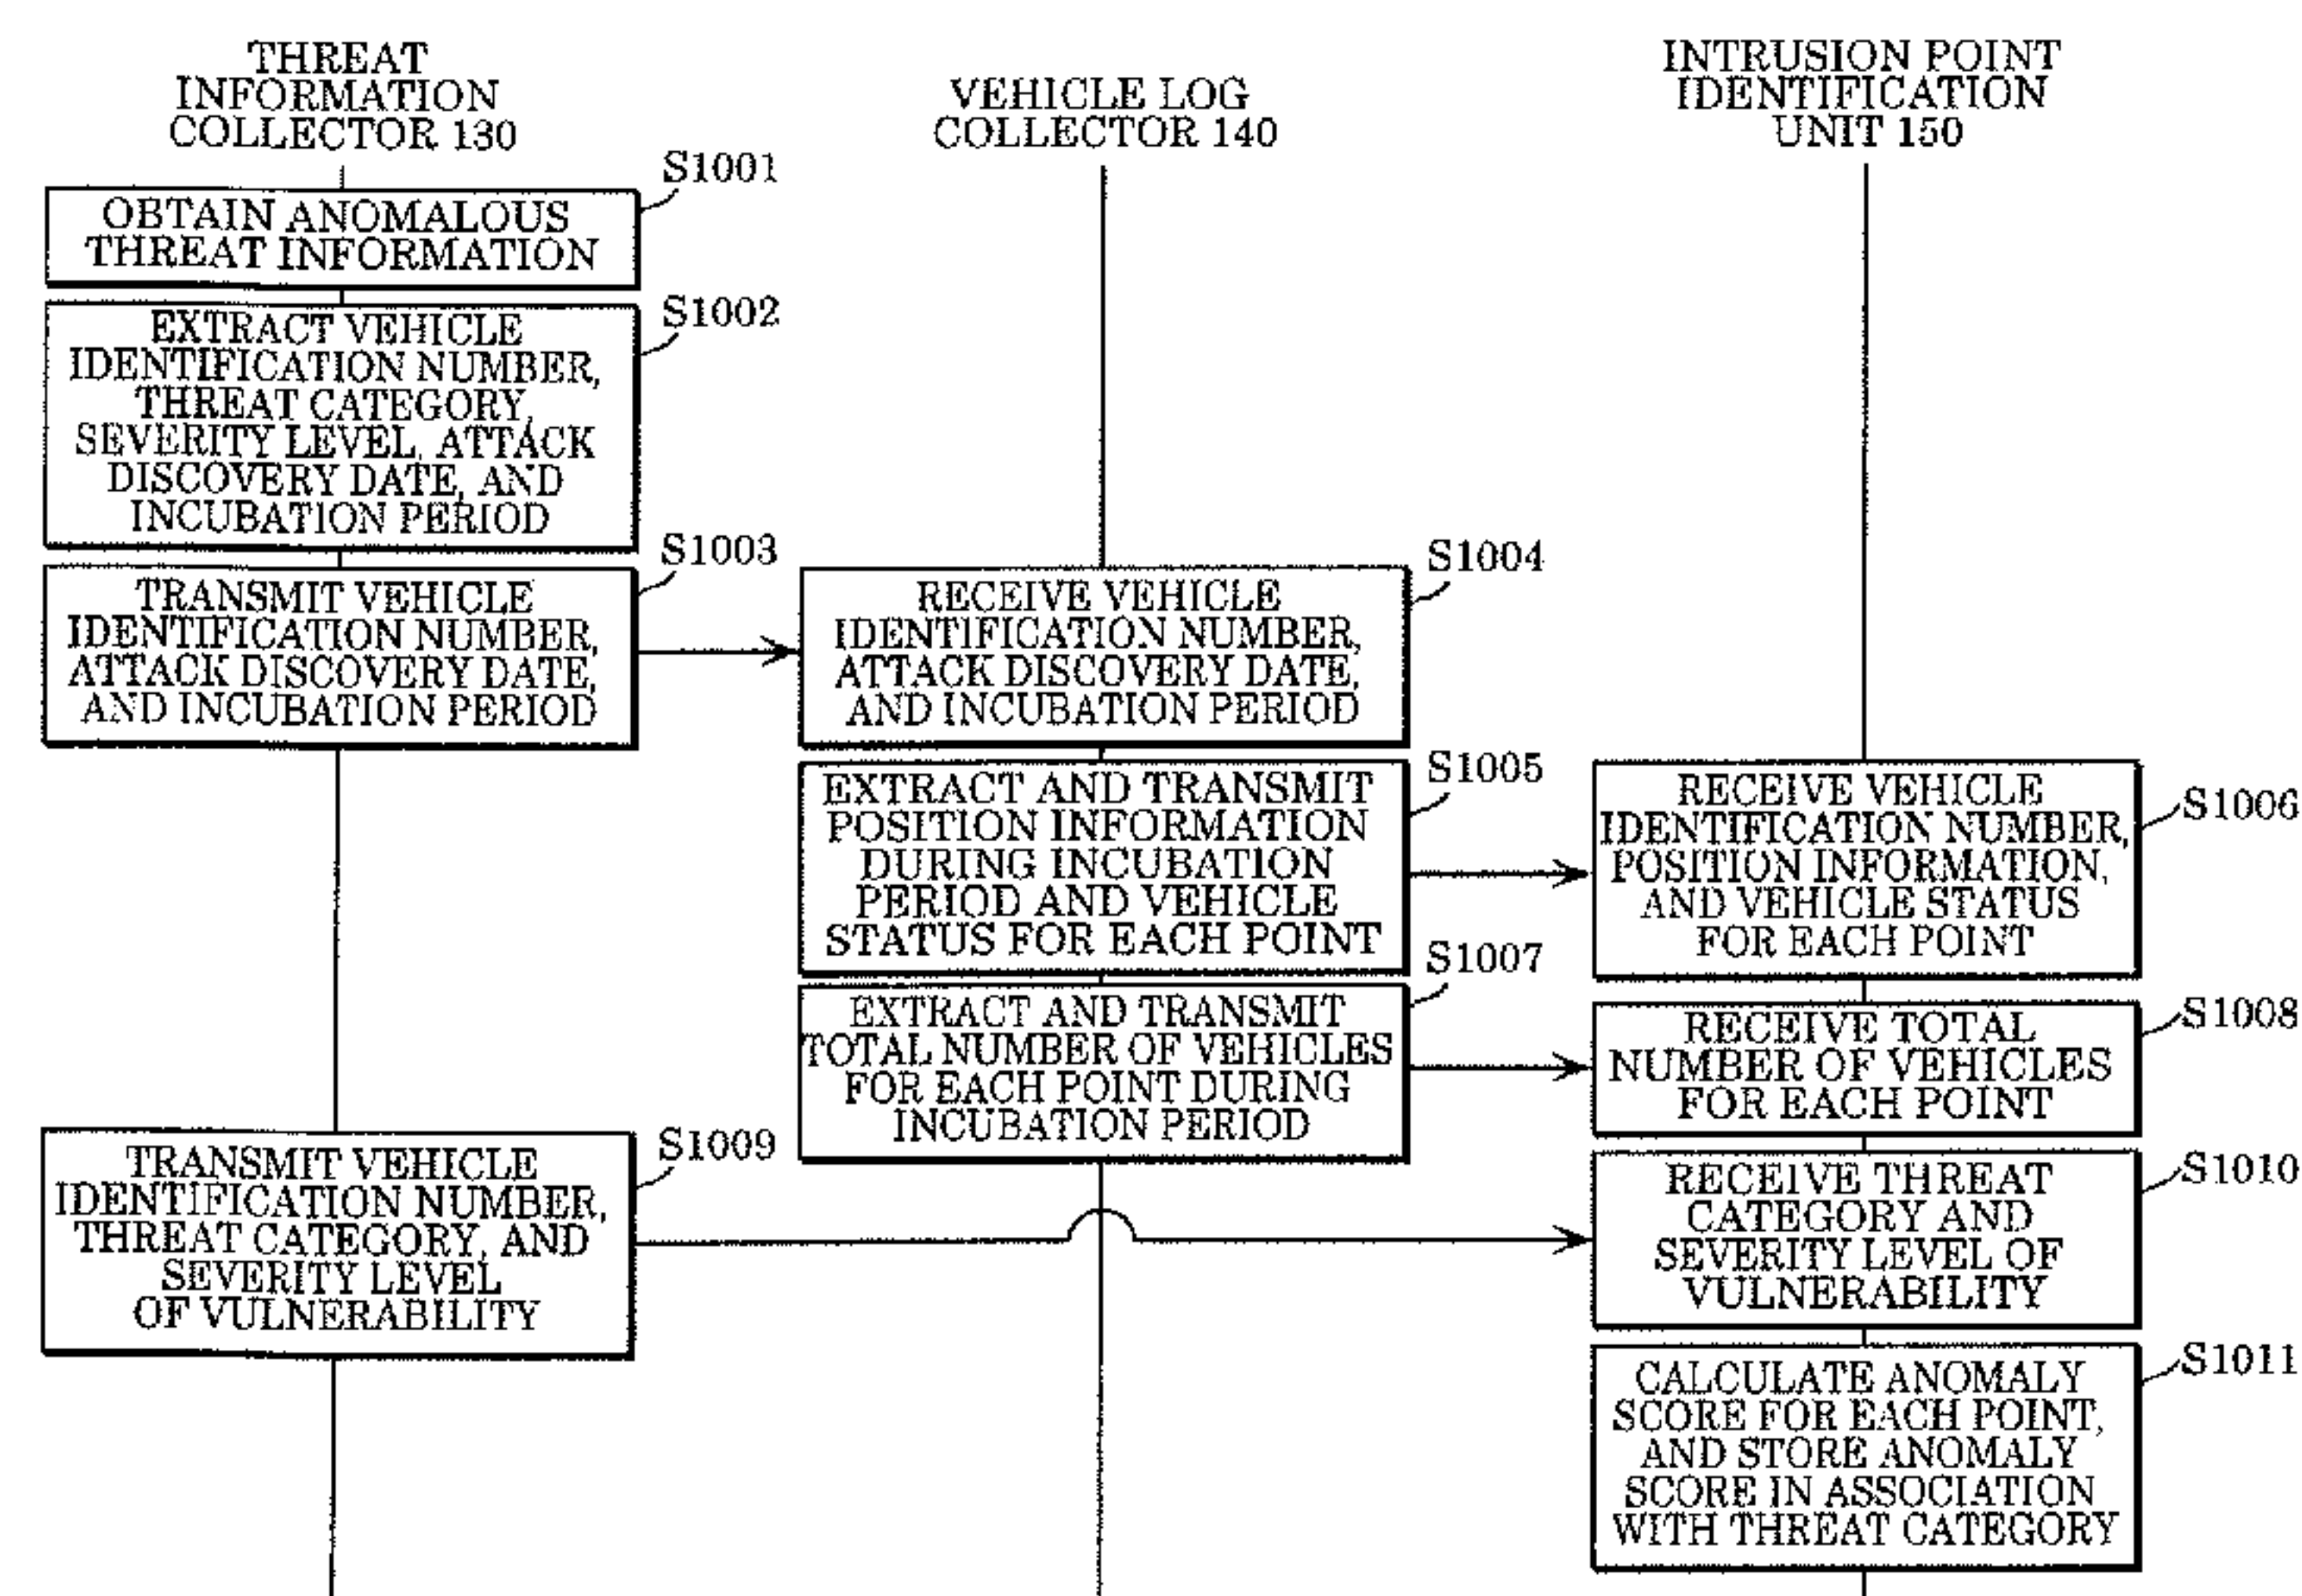 THREAT
INFORMATION
COLLECTOR 130
VEHICLE LOG
COLLECTOR 140
INTRUSION POINT
IDENTIFICATION
UNIT 150
S1001
OBTAIN ANOMALOUS
THREAT INFORMATION
S1002
EXTRACT VEHICLE
IDENTIFICATION NUMBER,
THREAT CATEGORY,
SEVERITY LEVEL, ATTACK
DISCOVERY DATE, AND
INCUBATION PERIOD
S1003
TRANSMIT VEHICLE
IDENTIFICATION NUMBER,
ATTACK DISCOVERY DATE,
AND INCUBATION PERIOD
S1004
RECEIVE VEHICLE
IDENTIFICATION NUMBER,
ATTACK DISCOVERY DATE,
AND INCUBATION PERIOD
S1005
EXTRACT AND TRANSMIT
POSITION INFORMATION
DURING INCUBATION
PERIOD AND VEHICLE
STATUS FOR EACH POINT
S1006
RECEIVE VEHICLE
IDENTIFICATION NUMBER,
POSITION INFORMATION,
AND VEHICLE STATUS
FOR EACH POINT
S1007
EXTRACT AND TRANSMIT
TOTAL NUMBER OF VEHICLES
FOR EACH POINT DURING
INCUBATION PERIOD
S1008
RECEIVE TOTAL
NUMBER OF VEHICLES
FOR EACH POINT
S1009
TRANSMIT VEHICLE
IDENTIFICATION NUMBER,
THREAT CATEGORY, AND
SEVERITY LEVEL
OF VULNERABILITY
S1010
RECEIVE THREAT
CATEGORY AND
SEVERITY LEVEL OF
VULNERABILITY
S1011
CALCULATE ANOMALY
SCORE FOR EACH POINT,
AND STORE ANOMALY
SCORE IN ASSOCIATION
WITH THREAT CATEGORY